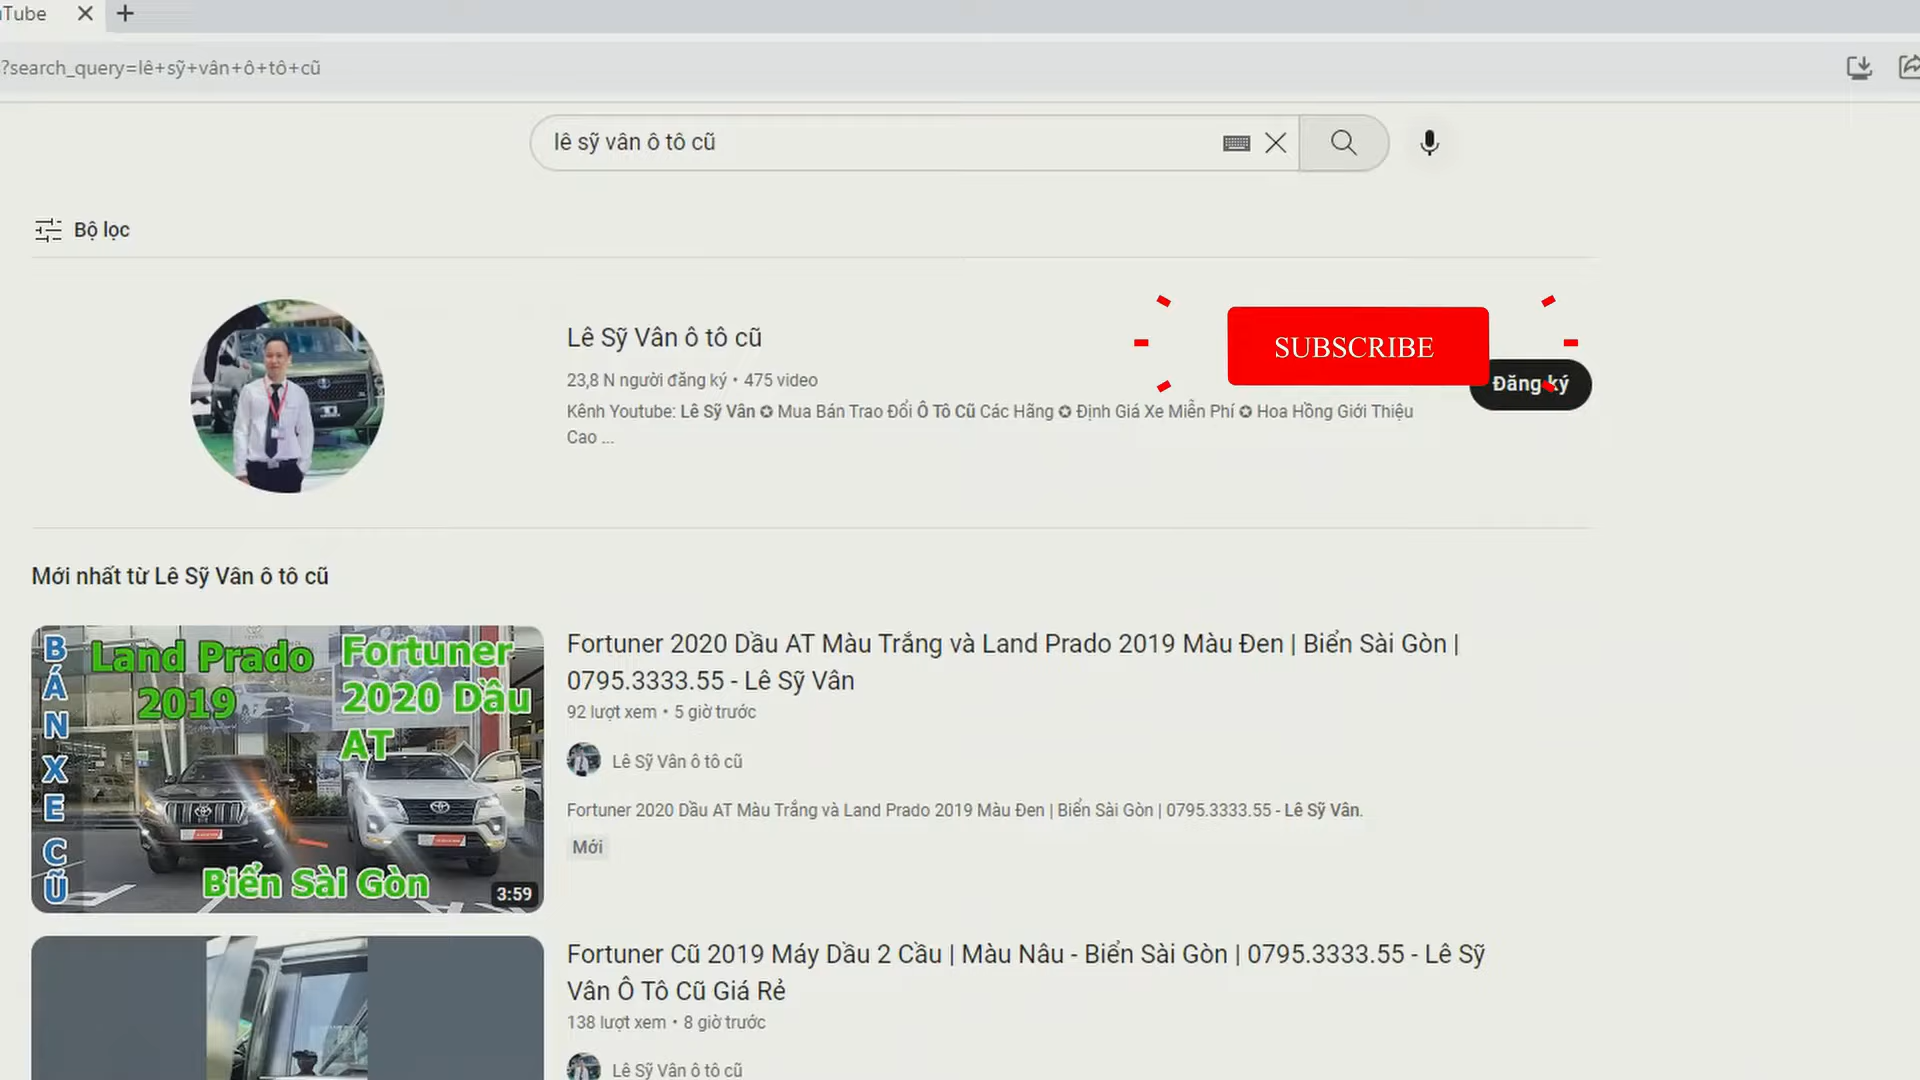 uTube
?search_query=lê+sỹ+vân+ô+tô+cũ
lê sỹ vân ô tô cũ
Bộ lọc
Lê Sỹ Vân ô tô cũ
SUBSCRIBE
Đăng ký
23,8 N người đăng ký • 475 video
Kênh Youtube: Lê Sỹ Vân ✪ Mua Bán Trao Đổi Ô Tô Cũ Các Hãng ✪ Định Giá Xe Miễn Phí ✪ Hoa Hồng Giới Thiệu
Cao ...
Mới nhất từ Lê Sỹ Vân ô tô cũ
BÁN XE CŨ
Land Prado
2019
Fortuner
2020 Dầu
AT
Biển Sài Gòn
3:59
Fortuner 2020 Dầu AT Màu Trắng và Land Prado 2019 Màu Đen | Biển Sài Gòn |
0795.3333.55 - Lê Sỹ Vân
92 lượt xem • 5 giờ trước
Lê Sỹ Vân ô tô cũ
Fortuner 2020 Dầu AT Màu Trắng và Land Prado 2019 Màu Đen | Biển Sài Gòn | 0795.3333.55 - Lê Sỹ Vân.
Mới
Fortuner Cũ 2019 Máy Dầu 2 Cầu | Màu Nâu - Biển Sài Gòn | 0795.3333.55 - Lê Sỹ
Vân Ô Tô Cũ Giá Rẻ
138 lượt xem • 8 giờ trước
Lê Sỹ Vân ô tô cũ